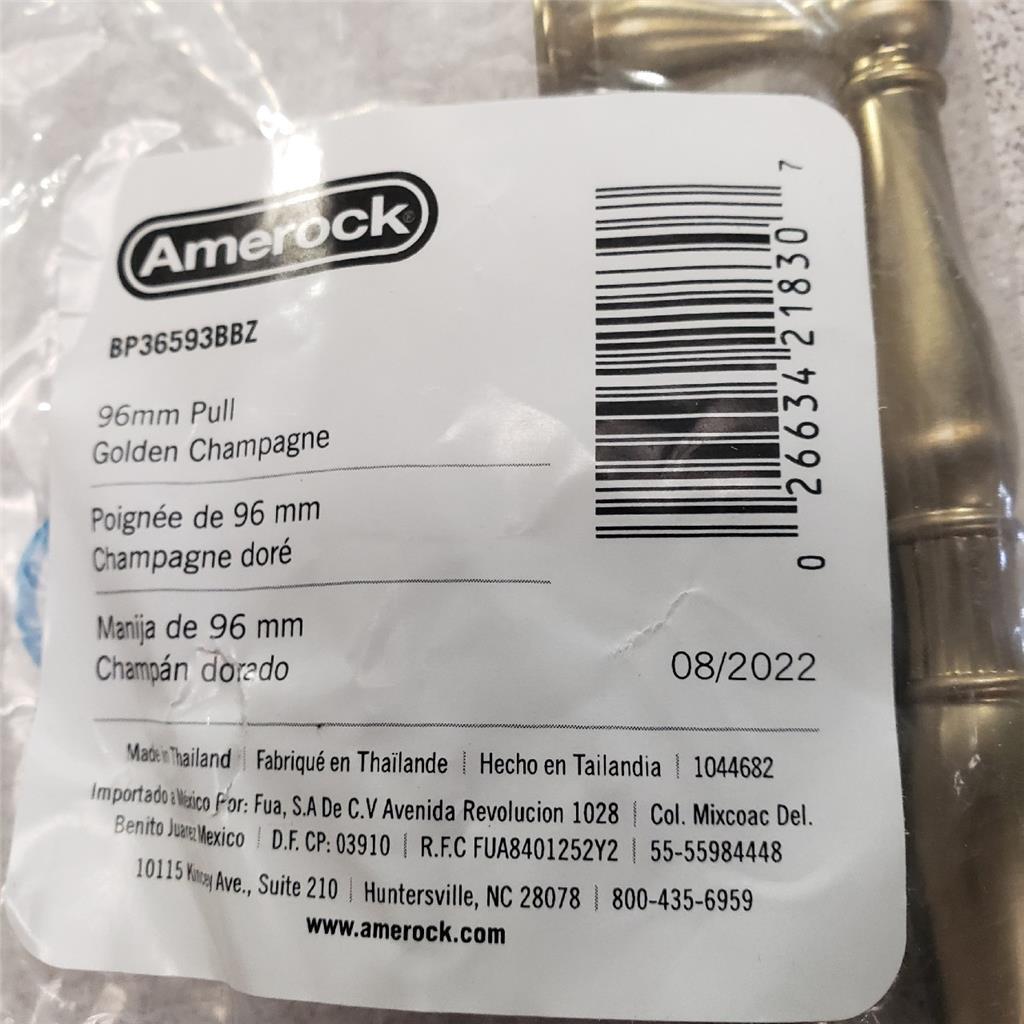 Amerock®
BP36593BBZ
96mm Pull
Golden Champagne
Poignée de 96 mm
Champagne doré
Manija de 96 mm
Champán dorado
0 26634 21830 7
08/2022
Made in Thailand | Fabriqué en Thaïlande | Hecho en Tailandia | 1044682
Importado a México Por: Fua, S.A De C.V Avenida Revolucion 1028 | Col. Mixcoac Del.
Benito Juarez Mexico | D.F. CP: 03910 | R.F.C FUA8401252Y2 | 55-55984448
10115 Kincey Ave., Suite 210 | Huntersville, NC 28078 | 800-435-6959
www.amerock.com